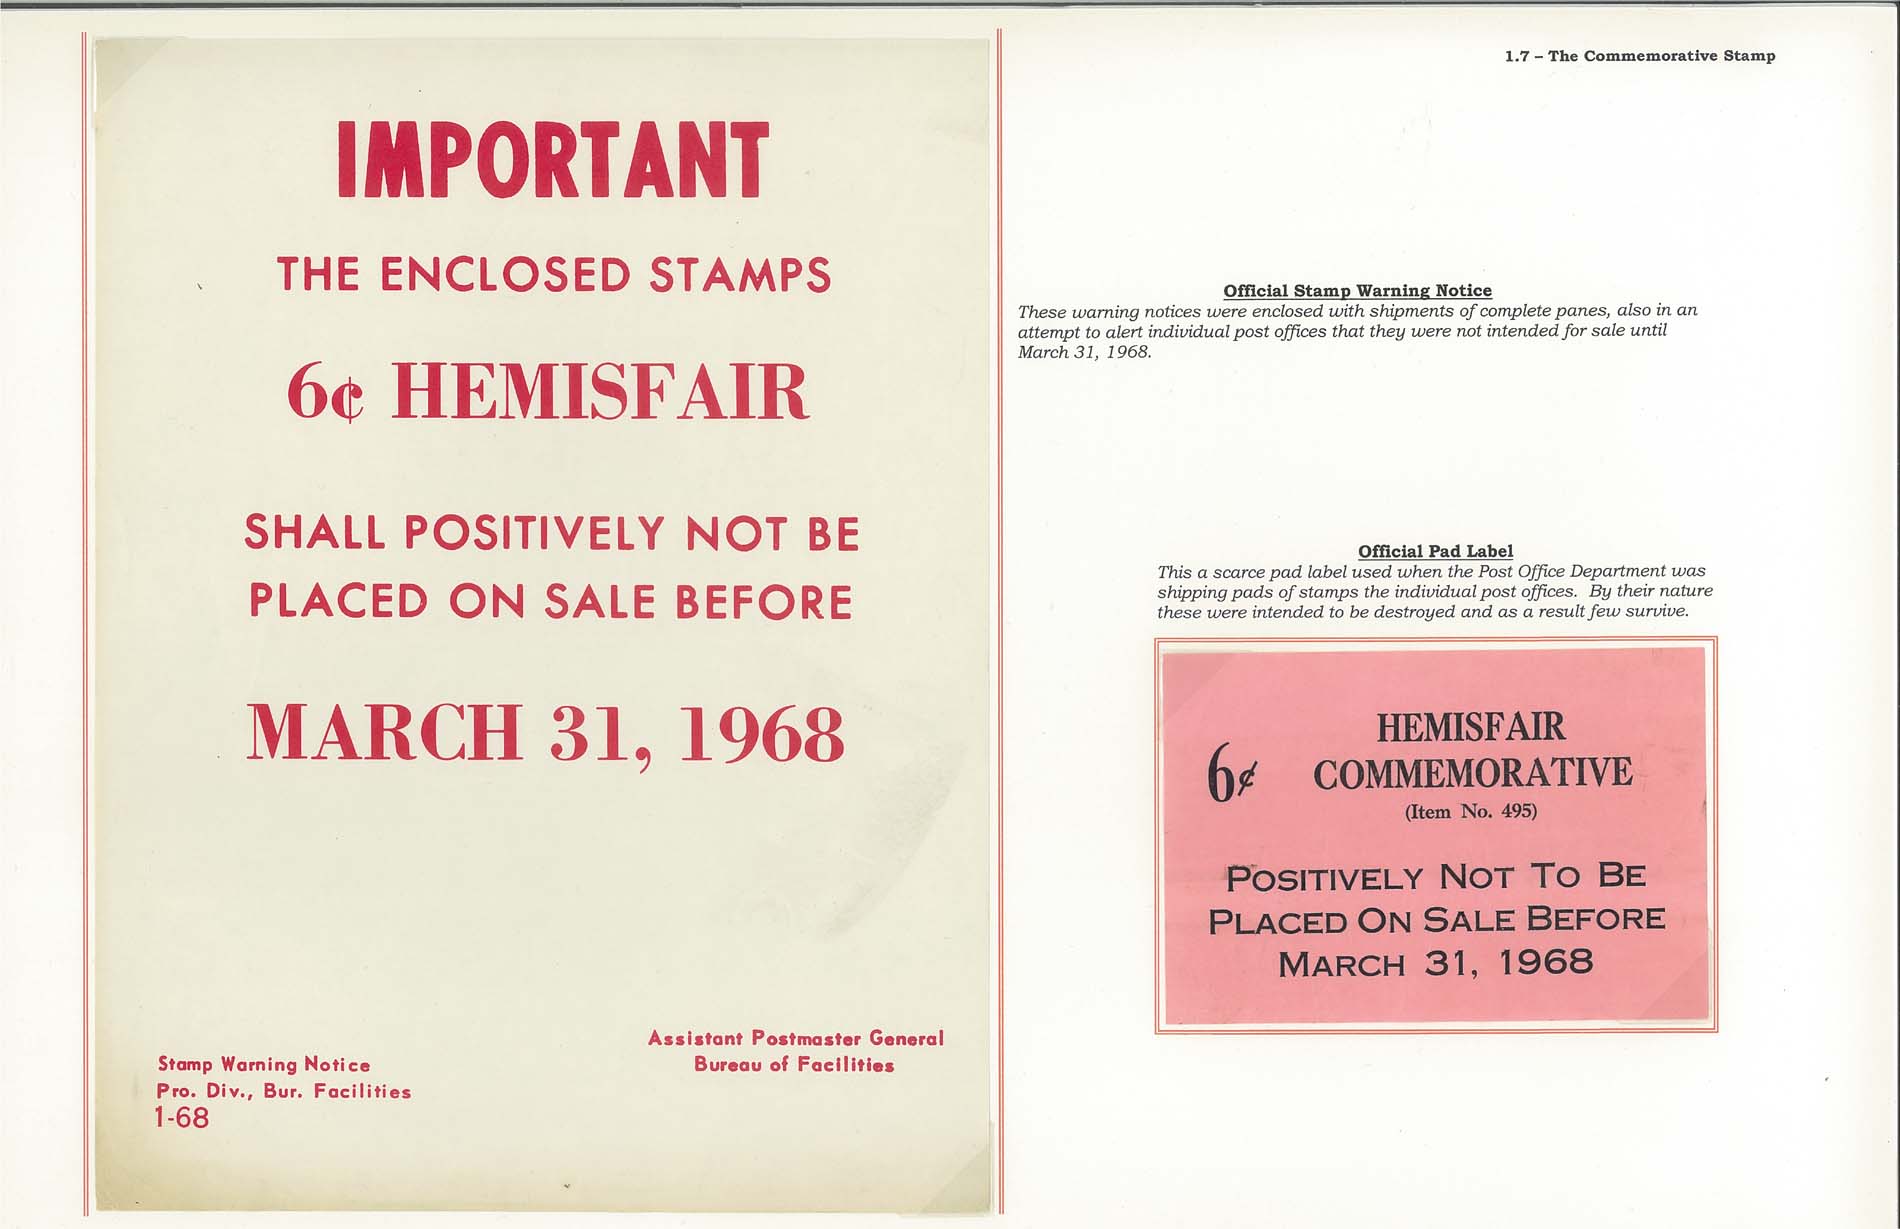 1.7 – The Commemorative Stamp
IMPORTANT
THE ENCLOSED STAMPS
6¢ HEMISFAIR
SHALL POSITIVELY NOT BE
PLACED ON SALE BEFORE
MARCH 31, 1968
Assistant Postmaster General
Bureau of Facilities
Stamp Warning Notice
Pro. Div., Bur. Facilities
1-68
Official Stamp Warning Notice
These warning notices were enclosed with shipments of complete panes, also in an
attempt to alert individual post offices that they were not intended for sale until
March 31, 1968.
Official Pad Label
This a scarce pad label used when the Post Office Department was
shipping pads of stamps the individual post offices.  By their nature
these were intended to be destroyed and as a result few survive.
HEMISFAIR
6¢ COMMEMORATIVE
(Item No. 495)
POSITIVELY NOT TO BE
PLACED ON SALE BEFORE
MARCH 31, 1968